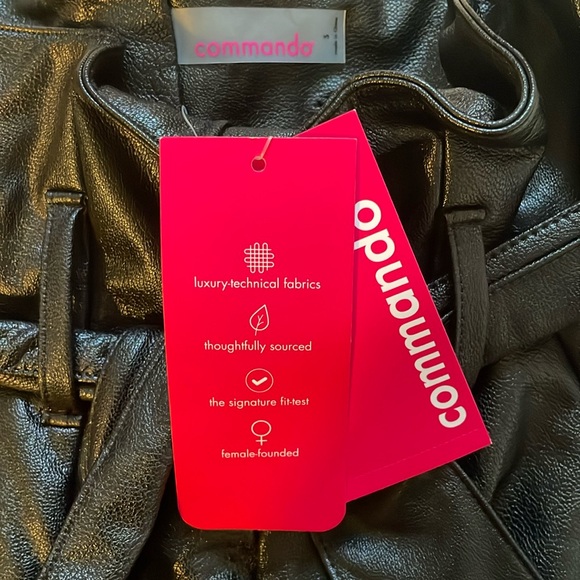 commando
S
luxury-technical fabrics
thoughtfully sourced
the signature fit-test
female-founded
commando